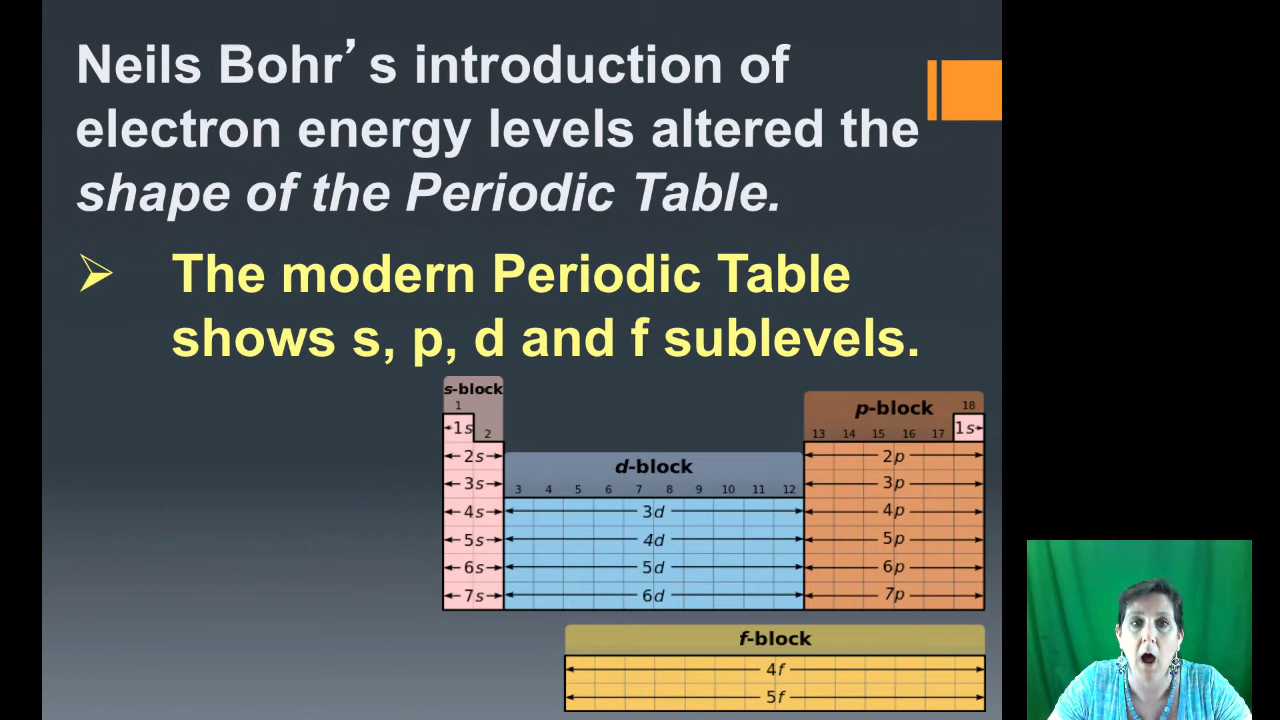 Neils Bohr’s introduction of
electron energy levels altered the
shape of the Periodic Table.
➢ The modern Periodic Table
shows s, p, d and f sublevels.
s-block
1
1s
2
2s
3s
4s
5s
6s
7s
d-block
3 4 5 6 7 8 9 10 11 12
3d
4d
5d
6d
p-block
18
13 14 15 16 17
1s
2p
3p
4p
5p
6p
7p
f-block
4f
5f